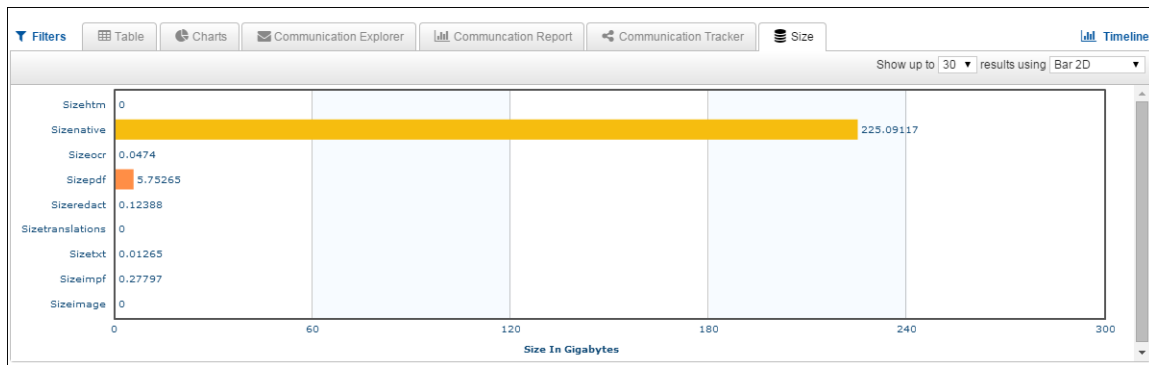 Filters Table Charts Communication Explorer Communcation Report Communication Tracker Size Timeline
Show up to 30 results using Bar 2D
Sizehtm 0
Sizenative 225.09117
Sizeocr 0.0474
Sizepdf 5.75265
Sizeredact 0.12388
Sizetranslations 0
Sizetxt 0.01265
Sizeimpf 0.27797
Sizeimage 0
0 60 120 180 240 300
Size In Gigabytes